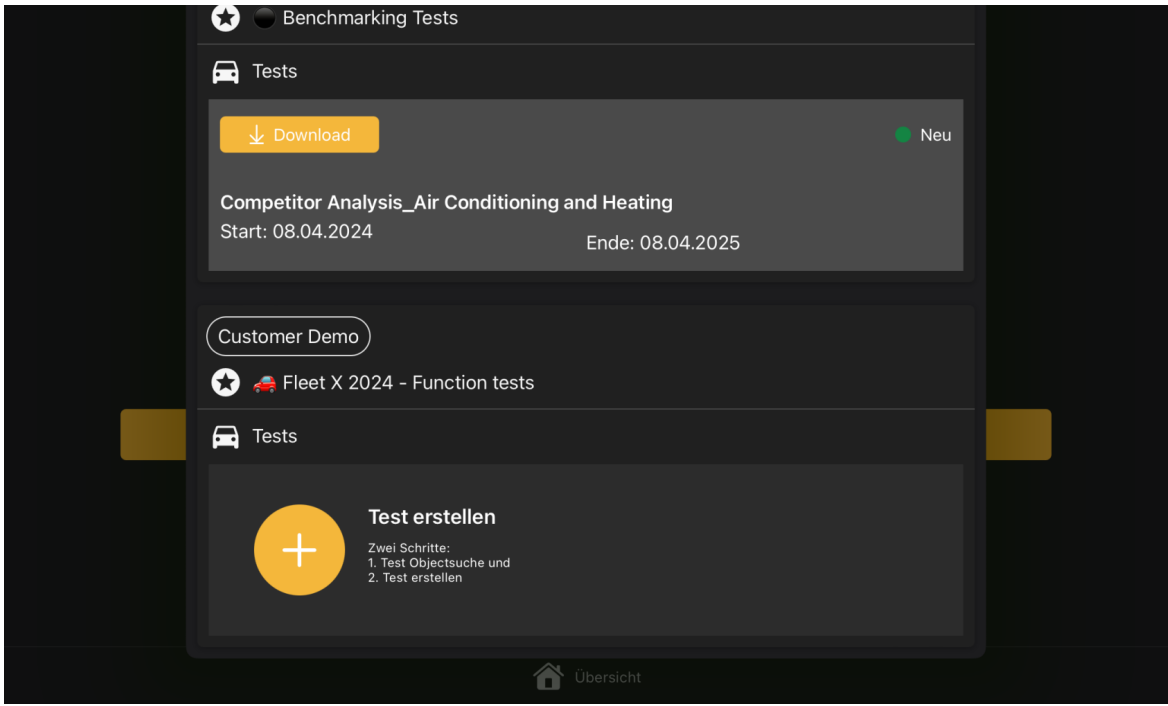 Benchmarking Tests
Tests
Download
Neu
Competitor Analysis_Air Conditioning and Heating
Start: 08.04.2024
Ende: 08.04.2025
Customer Demo
Fleet X 2024 - Function tests
Tests
Test erstellen
Zwei Schritte:
1. Test Objectsuche und
2. Test erstellen
Übersicht